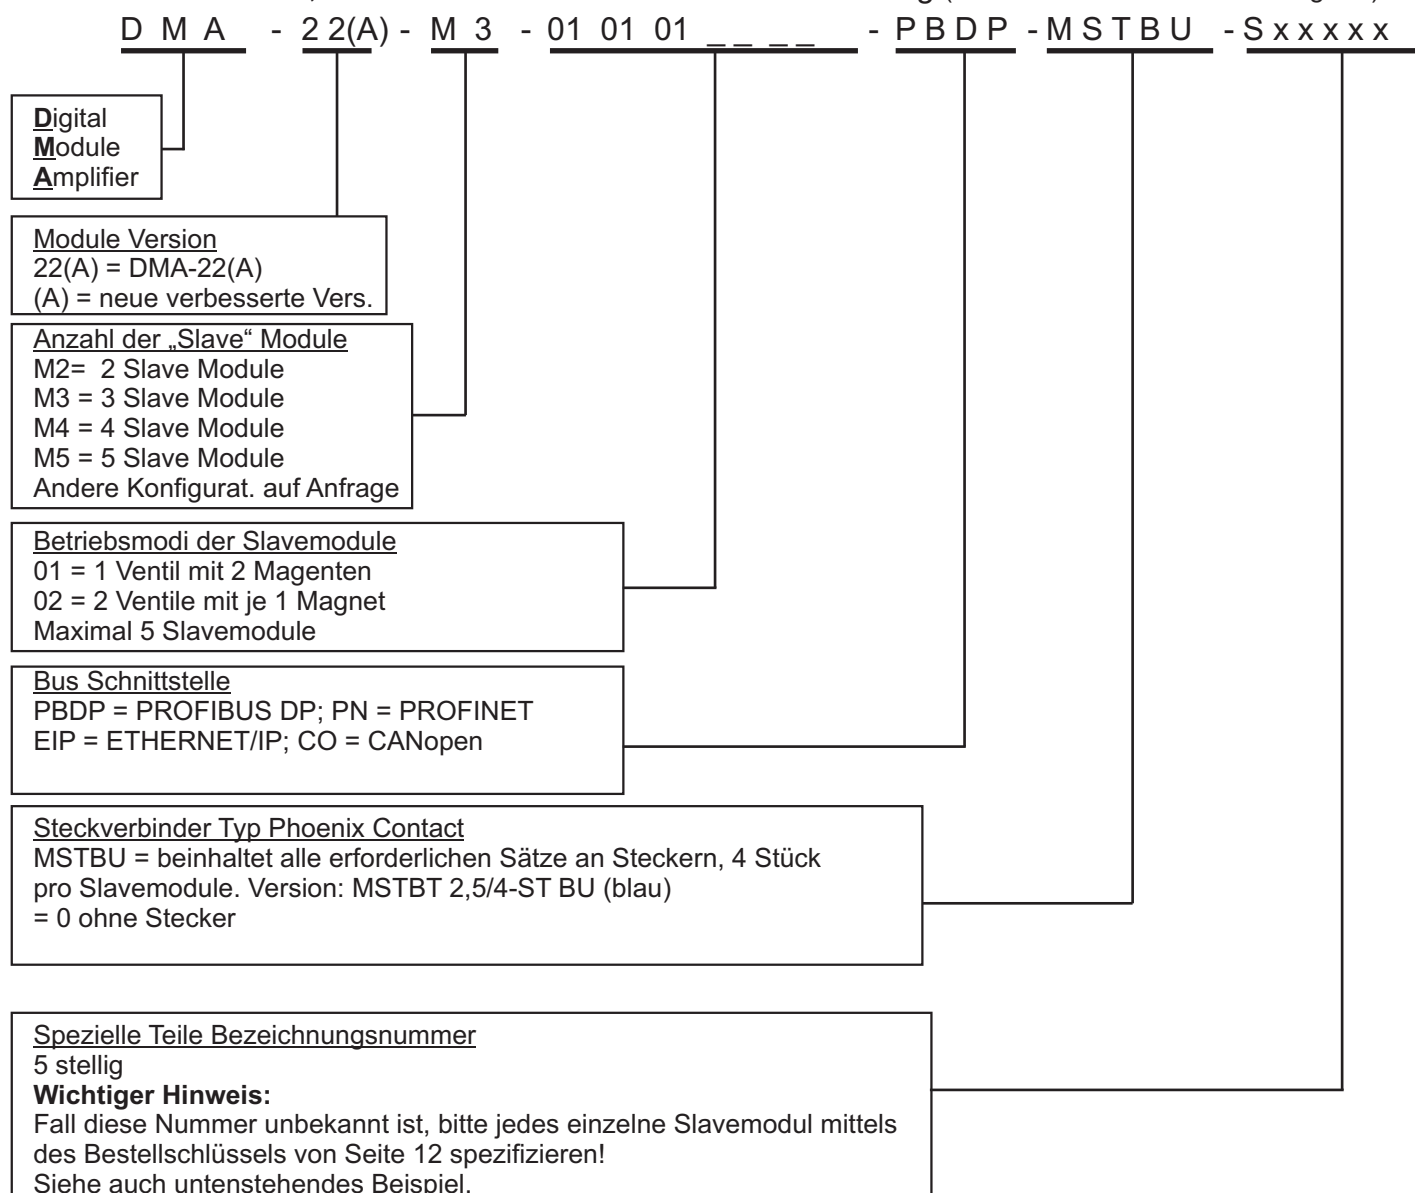 D M A - 2 2(A) - M 3 - 01 01 01 _ _ _ _ - P B D P - M S T B U - S x x x x x
Digital
Module
Amplifier
Module Version
22(A) = DMA-22(A)
(A) = neue verbesserte Vers.
Anzahl der „Slave“ Module
M2= 2 Slave Module
M3 = 3 Slave Module
M4 = 4 Slave Module
M5 = 5 Slave Module
Andere Konfigurat. auf Anfrage
Betriebsmodi der Slavemodule
01 = 1 Ventil mit 2 Magenten
02 = 2 Ventile mit je 1 Magnet
Maximal 5 Slavemodule
Bus Schnittstelle
PBDP = PROFIBUS DP; PN = PROFINET
EIP = ETHERNET/IP; CO = CANopen
Steckverbinder Typ Phoenix Contact
MSTBU = beinhaltet alle erforderlichen Sätze an Steckern, 4 Stück
pro Slavemodule. Version: MSTBT 2,5/4-ST BU (blau)
= 0 ohne Stecker
Spezielle Teile Bezeichnungsnummer
5 stellig
Wichtiger Hinweis:
Fall diese Nummer unbekannt ist, bitte jedes einzelne Slavemodul mittels
des Bestellschlüssels von Seite 12 spezifizieren!
Siehe auch untenstehendes Beispiel.